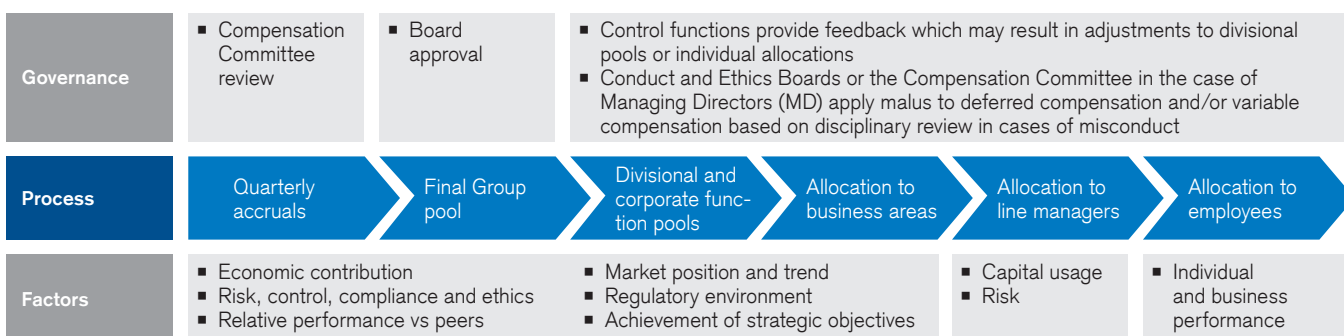 Governance
▪ Compensation
Committee
review
▪ Board
approval
▪ Control functions provide feedback which may result in adjustments to divisional
pools or individual allocations
▪ Conduct and Ethics Boards or the Compensation Committee in the case of
Managing Directors (MD) apply malus to deferred compensation and/or variable
compensation based on disciplinary review in cases of misconduct
Process
Quarterly
accruals
Final Group
pool
Divisional and
corporate func-
tion pools
Allocation to
business areas
Allocation to
line managers
Allocation to
employees
Factors
▪ Economic contribution
▪ Risk, control, compliance and ethics
▪ Relative performance vs peers
▪ Market position and trend
▪ Regulatory environment
▪ Achievement of strategic objectives
▪ Capital usage
▪ Risk
▪ Individual
and business
performance